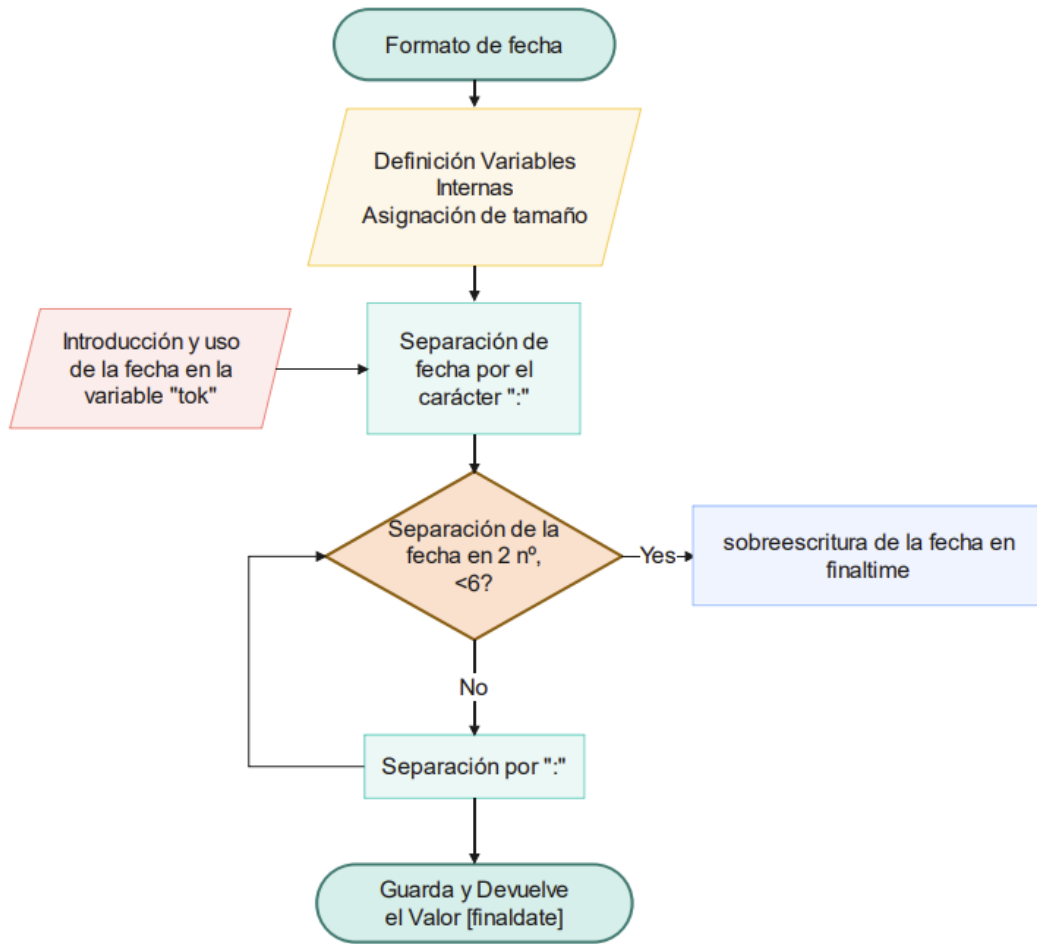 Formato de fecha
Definición Variables
Internas
Asignación de tamaño
Introducción y uso
de la fecha en la
variable "tok"
Separación de
fecha por el
carácter ":"
Separación de la
fecha en 2 nº,
<6?
Yes
sobreescritura de la fecha en
finaltime
No
Separación por ":"
Guarda y Devuelve
el Valor [finaldate]